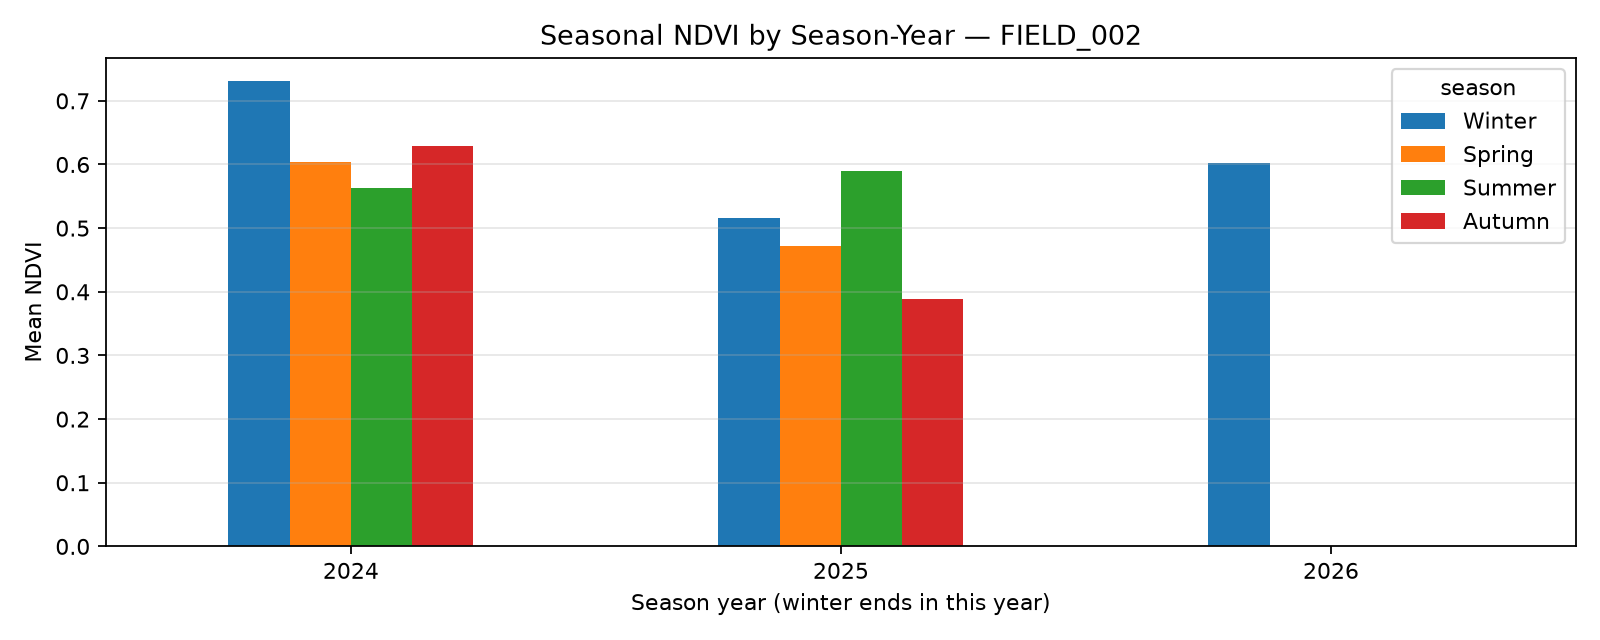 Seasonal NDVI by Season-Year — FIELD_002
Mean NDVI
0.7
0.6
0.5
0.4
0.3
0.2
0.1
0.0
season
Winter
Spring
Summer
Autumn
2024
2025
2026
Season year (winter ends in this year)